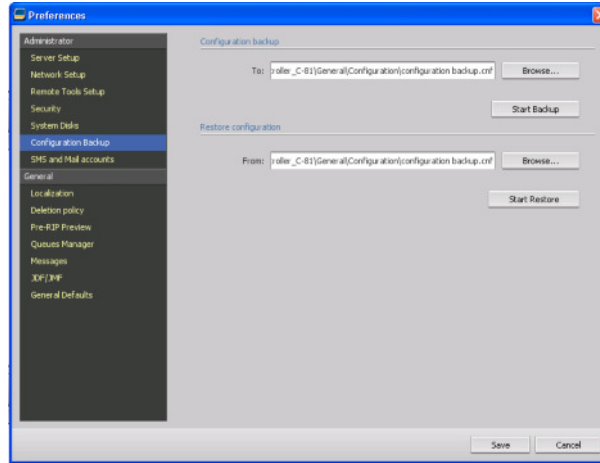 Preferences
Administrator
Server Setup
Network Setup
Remote Tools Setup
Security
System Disks
Configuration Backup
SMS and Mail accounts
General
Localization
Deletion policy
Pre-RIP Preview
Queues Manager
Messages
JDF/JMF
General Defaults
Configuration backup
To: roller_C-81)\General\Configuration\configuration backup.cnf Browse...
Start Backup
Restore configuration
From: roller_C-81)\General\Configuration\configuration backup.cnf Browse...
Start Restore
Save Cancel